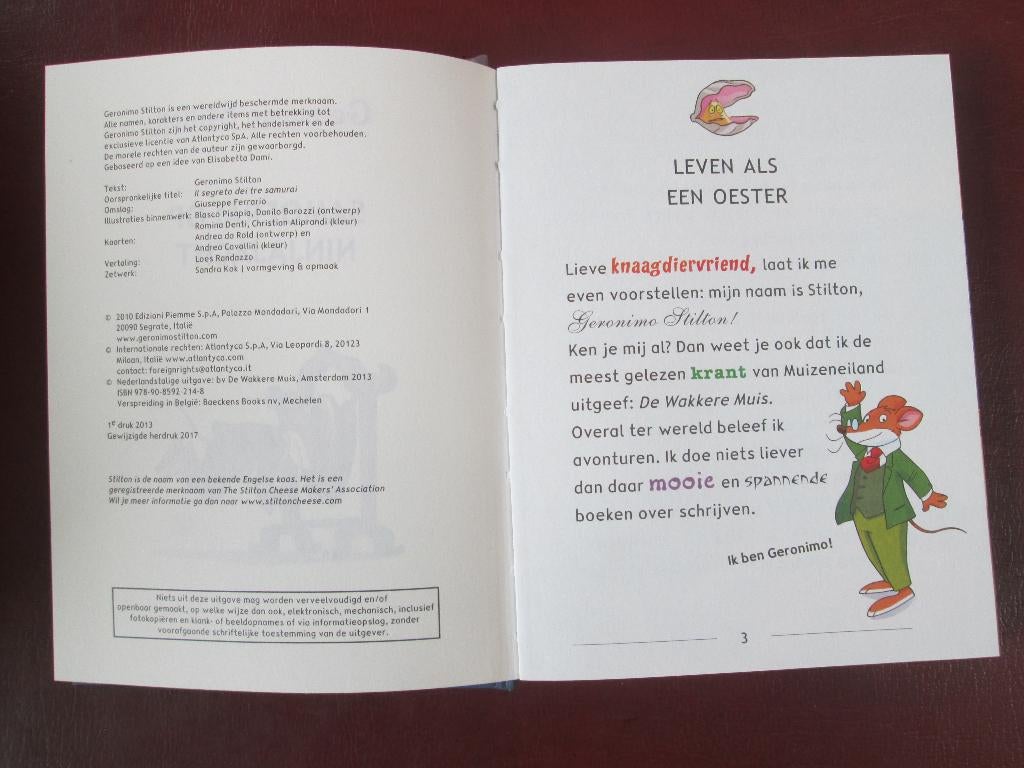 Geronimo Stilton is een wereldwijd beschermde merknaam.
Alle namen, karakters en andere items met betrekking tot
Geronimo Stilton zijn het copyright, het handelsmerk en de
exclusieve licentie van Atlantyca SpA. Alle rechten voorbehouden.
De morele rechten van de auteur zijn gewaarborgd.
Gebaseerd op een idee van Elisabetta Dami.
Tekst: Geronimo Stilton
Oorspronkelijke titel: Il segreto dei tre samurai
Omslag: Giuseppe Ferrario
Illustraties binnenwerk: Blasco Pisapia, Danilo Barozzi (ontwerp)
Romina Denti, Christian Aliprandi (kleur)
Kaarten: Andrea da Rold (ontwerp) en
Andrea Cavallini (kleur)
Vertaling: Loes Randazzo
Zetwerk: Sandra Kok | vormgeving & opmaak
© 2010 Edizioni Piemme S.p.A, Palazzo Mondadori, Via Mondadori 1
20090 Segrate, Italië
www.geronimostilton.com
© Internationale rechten: Atlantyca S.p.A, Via Leopardi 8, 20123
Milaan, Italië www.atlantyca.com
contact: foreignrights@atlantyca.it
© Nederlandstalige uitgave: bv De Wakkere Muis, Amsterdam 2013
ISBN 978-90-8592-214-8
Verspreiding in België: Baeckens Books nv, Mechelen
1e druk 2013
Gewijzigde herdruk 2017
Stilton is de naam van een bekende Engelse kaas. Het is een
geregistreerde merknaam van The Stilton Cheese Makers' Association
Wil je meer informatie ga dan naar www.stiltoncheese.com
Niets uit deze uitgave mag worden verveelvoudigd en/of
openbaar gemaakt, op welke wijze dan ook, elektronisch, mechanisch, inclusief
fotokopiëren en klank- of beeldopnames of via informatieopslag, zonder
voorafgaande schriftelijke toestemming van de uitgever.
LEVEN ALS
EEN OESTER
Lieve knaagdiervriend, laat ik me
even voorstellen: mijn naam is Stilton,
Geronimo Stilton!
Ken je mij al? Dan weet je ook dat ik de
meest gelezen krant van Muizeneiland
uitgeef: De Wakkere Muis.
Overal ter wereld beleef ik
avonturen. Ik doe niets liever
dan daar mooie en spannende
boeken over schrijven.
Ik ben Geronimo!
3